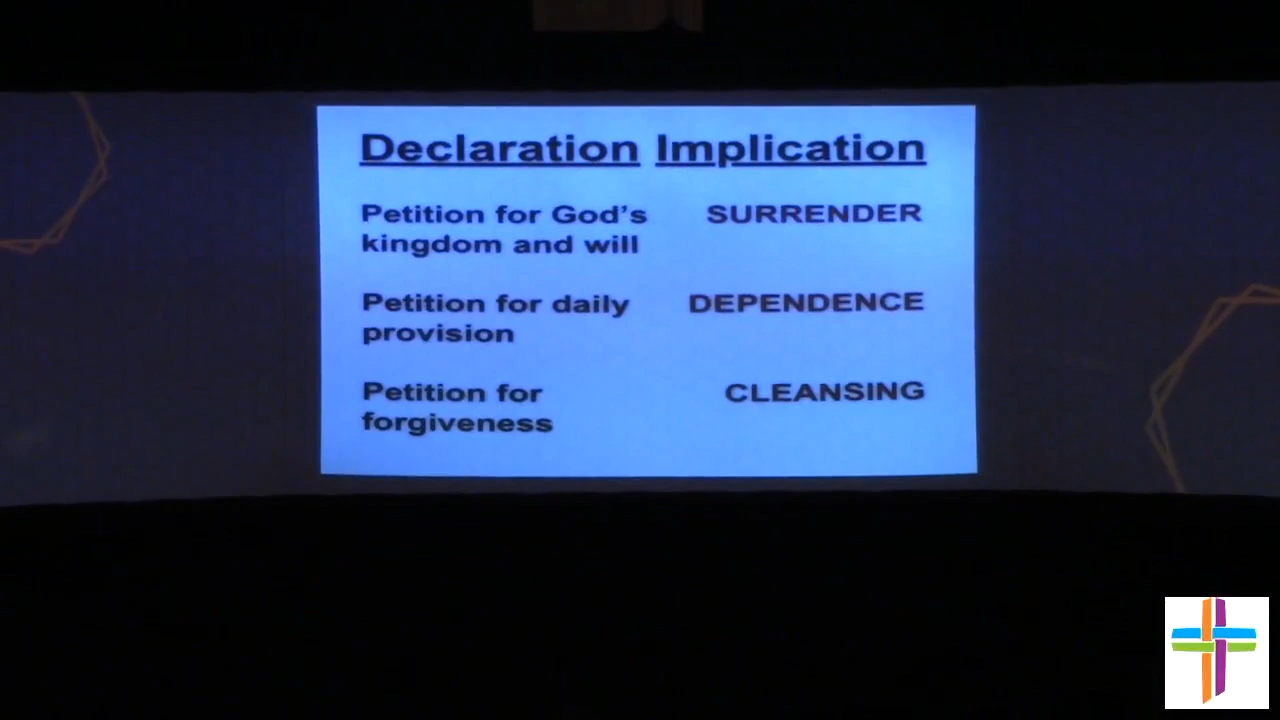 Declaration Implication
Petition for God's SURRENDER
kingdom and will
Petition for daily DEPENDENCE
provision
Petition for CLEANSING
forgiveness